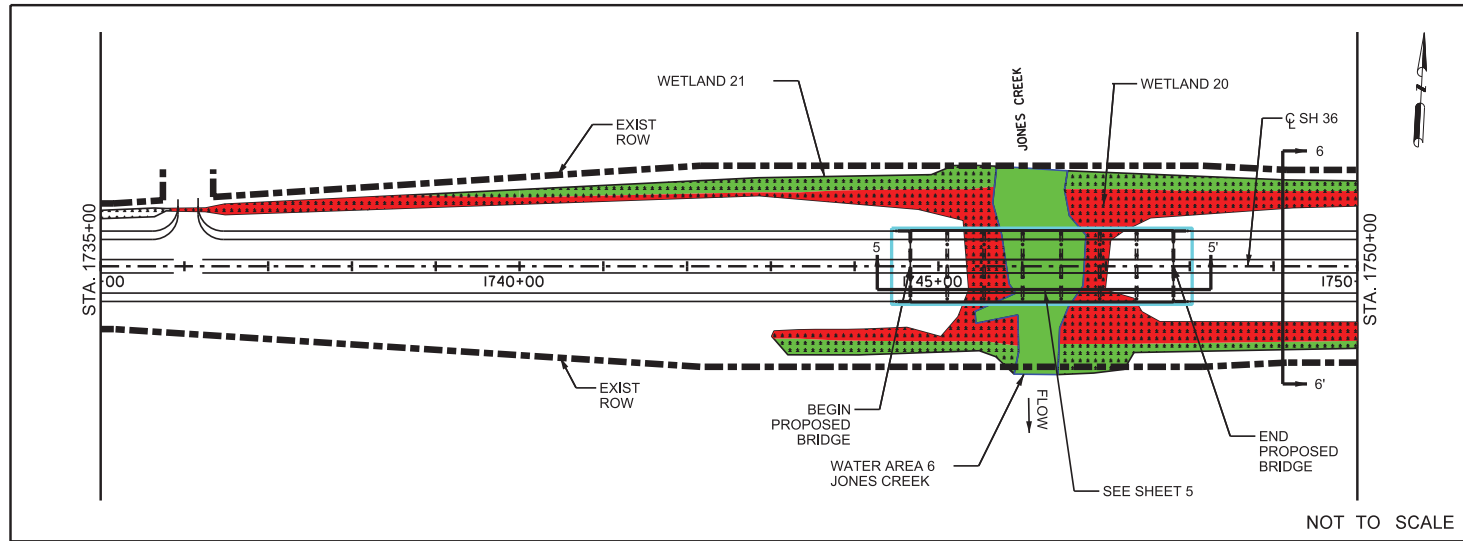 WETLAND 21
JONES CREEK
WETLAND 20
N
EXIST
ROW
℄ SH 36
6
STA. 1735+00
5
5'
STA. 1750+00
00
1740+00
1745+00
1750
6'
EXIST
ROW
BEGIN
PROPOSED
BRIDGE
FLOW
END
PROPOSED
BRIDGE
WATER AREA 6
JONES CREEK
SEE SHEET 5
NOT TO SCALE